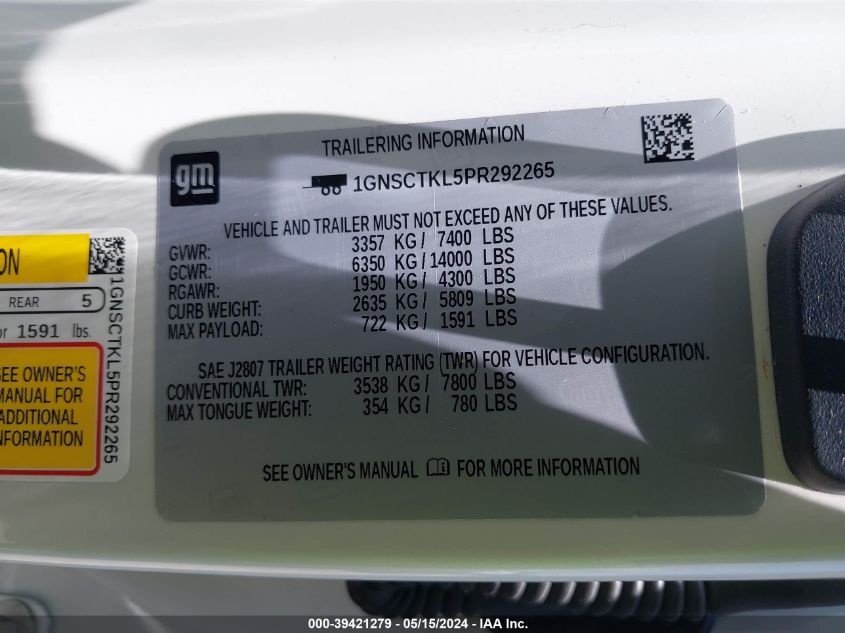 TRAILERING INFORMATION
gm
1GNSCTKL5PR292265
VEHICLE AND TRAILER MUST NOT EXCEED ANY OF THESE VALUES.
GVWR: 3357 KG / 7400 LBS
GCWR: 6350 KG / 14000 LBS
RGAWR: 1950 KG / 4300 LBS
CURB WEIGHT: 2635 KG / 5809 LBS
MAX PAYLOAD: 722 KG / 1591 LBS
SAE J2807 TRAILER WEIGHT RATING (TWR) FOR VEHICLE CONFIGURATION.
CONVENTIONAL TWR: 3538 KG / 7800 LBS
MAX TONGUE WEIGHT: 354 KG / 780 LBS
SEE OWNER'S MANUAL FOR MORE INFORMATION
ON
REAR 5
or 1591 lbs.
SEE OWNER'S
MANUAL FOR
ADDITIONAL
INFORMATION
1GNSCTKL5PR292265
000-39421279 - 05/15/2024 - IAA Inc.